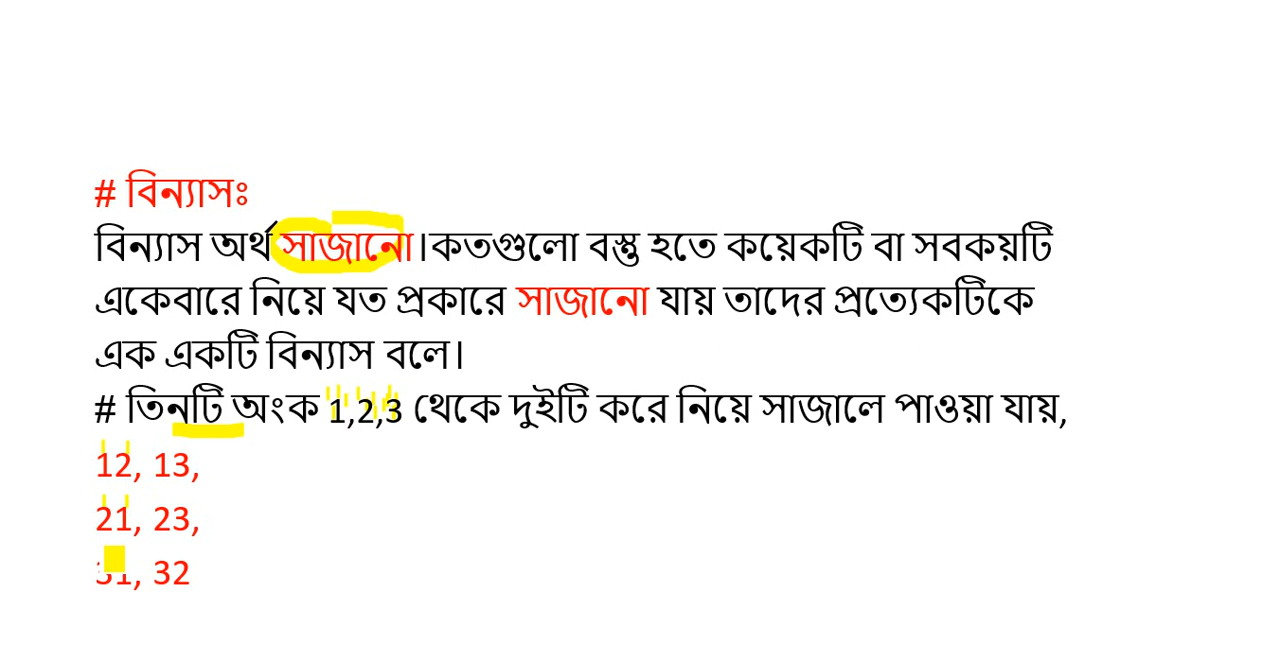 # বিন্যাসঃ
বিন্যাস অর্থ সাজানো।কতগুলো বস্তু হতে কয়েকটি বা সবকয়টি
একেবারে নিয়ে যত প্রকারে সাজানো যায় তাদের প্রত্যেকটিকে
এক একটি বিন্যাস বলে।
# তিনটি অংক 1,2,3 থেকে দুইটি করে নিয়ে সাজালে পাওয়া যায়,
12, 13,
21, 23,
31, 32